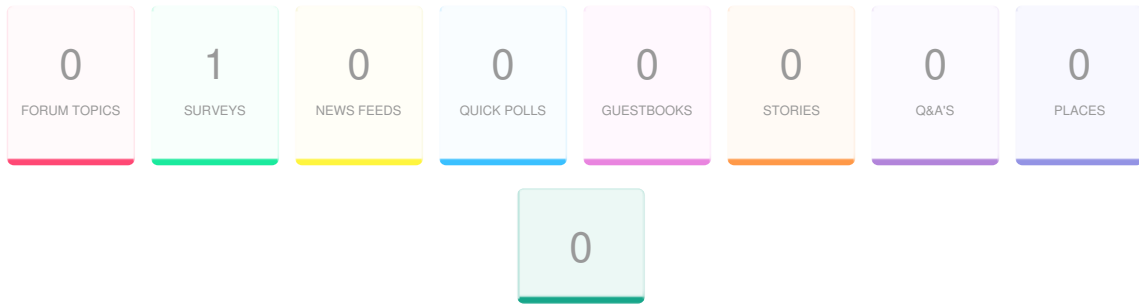 0 1 0 0 0 0 0 0
FORUM TOPICS SURVEYS NEWS FEEDS QUICK POLLS GUESTBOOKS STORIES Q&A'S PLACES
0